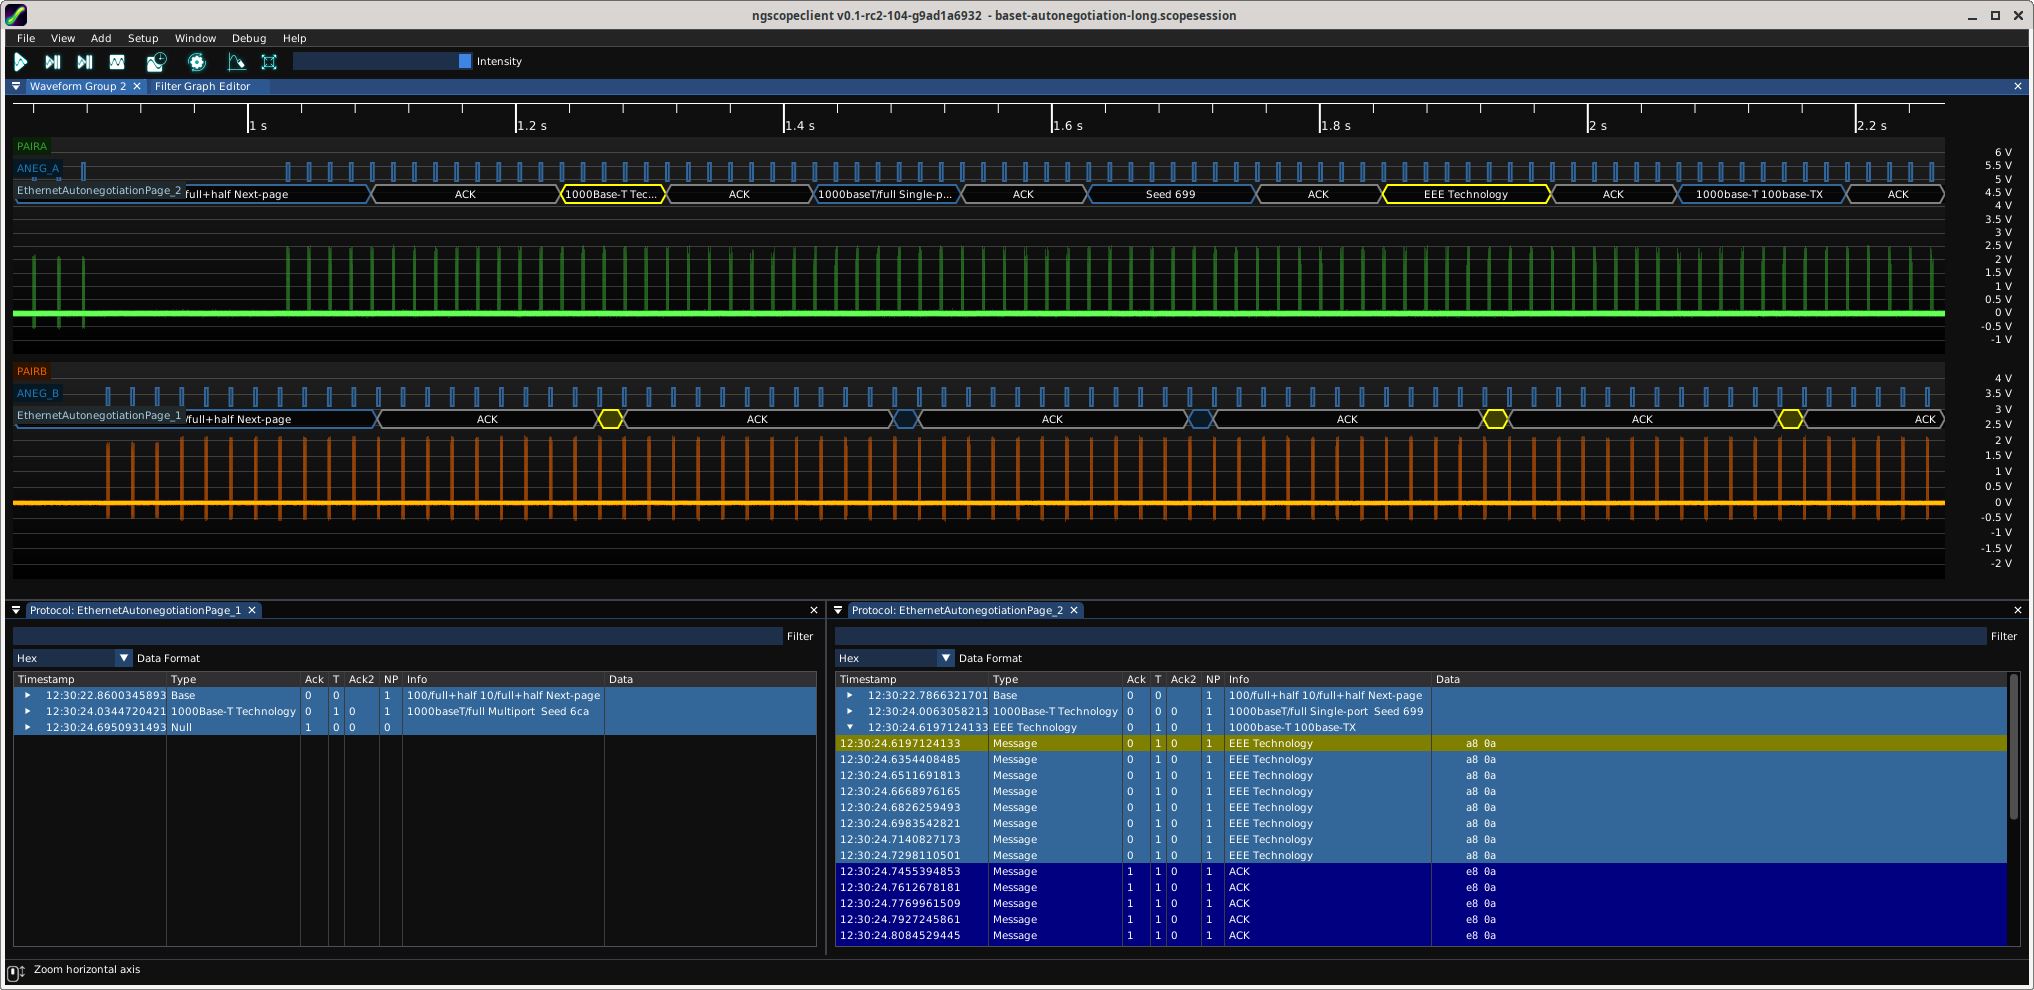 ngscopeclient v0.1-rc2-104-g9ad1a6932 - baset-autonegotiation-long.scopesession
File View Add Setup Window Debug Help
Intensity
Waveform Group 2 Filter Graph Editor
1 s 1.2 s 1.4 s 1.6 s 1.8 s 2 s 2.2 s
PAIRA
6 V
ANEG_A
5.5 V
5 V
EthernetAutonegotiationPage_2 full+half Next-page ACK 1000Base-T Tec... ACK 1000baseT/full Single-p... ACK Seed 699 ACK EEE Technology ACK 1000base-T 100base-TX ACK
4.5 V
4 V
3.5 V
3 V
2.5 V
2 V
1.5 V
1 V
0.5 V
0 V
-0.5 V
-1 V
PAIRB
4 V
ANEG_B
3.5 V
3 V
EthernetAutonegotiationPage_1 /full+half Next-page ACK ACK ACK ACK ACK ACK
2.5 V
2 V
1.5 V
1 V
0.5 V
0 V
-0.5 V
-1 V
-1.5 V
-2 V
Protocol: EthernetAutonegotiationPage_1
Filter
Hex Data Format
Timestamp Type Ack T Ack2 NP Info Data
12:30:22.8600345893 Base 0 0 1 100/full+half 10/full+half Next-page
12:30:24.0344720421 1000Base-T Technology 0 1 0 1 1000baseT/full Multiport Seed 6ca
12:30:24.6950931493 Null 1 0 0 0
Protocol: EthernetAutonegotiationPage_2
Filter
Hex Data Format
Timestamp Type Ack T Ack2 NP Info Data
12:30:22.7866321701 Base 0 0 1 100/full+half 10/full+half Next-page
12:30:24.0063058213 1000Base-T Technology 0 0 0 1 1000baseT/full Single-port Seed 699
12:30:24.6197124133 EEE Technology 0 1 0 1 1000base-T 100base-TX
12:30:24.6197124133 Message 0 1 0 1 EEE Technology a8 0a
12:30:24.6354408485 Message 0 1 0 1 EEE Technology a8 0a
12:30:24.6511691813 Message 0 1 0 1 EEE Technology a8 0a
12:30:24.6668976165 Message 0 1 0 1 EEE Technology a8 0a
12:30:24.6826259493 Message 0 1 0 1 EEE Technology a8 0a
12:30:24.6983542821 Message 0 1 0 1 EEE Technology a8 0a
12:30:24.7140827173 Message 0 1 0 1 EEE Technology a8 0a
12:30:24.7298110501 Message 0 1 0 1 EEE Technology a8 0a
12:30:24.7455394853 Message 1 1 0 1 ACK e8 0a
12:30:24.7612678181 Message 1 1 0 1 ACK e8 0a
12:30:24.7769961509 Message 1 1 0 1 ACK e8 0a
12:30:24.7927245861 Message 1 1 0 1 ACK e8 0a
12:30:24.8084529445 Message 1 1 0 1 ACK e8 0a
Zoom horizontal axis